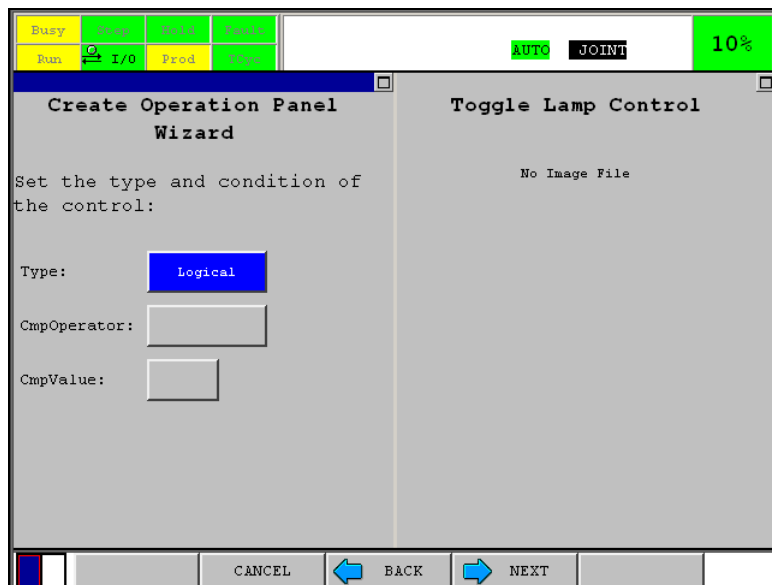 Busy Step Hold Fault
Run I/O Prod TCyc
AUTO JOINT
10%
Create Operation Panel
Wizard
Set the type and condition of
the control:
Type: Logical
CmpOperator:
CmpValue:
Toggle Lamp Control
No Image File
CANCEL BACK NEXT